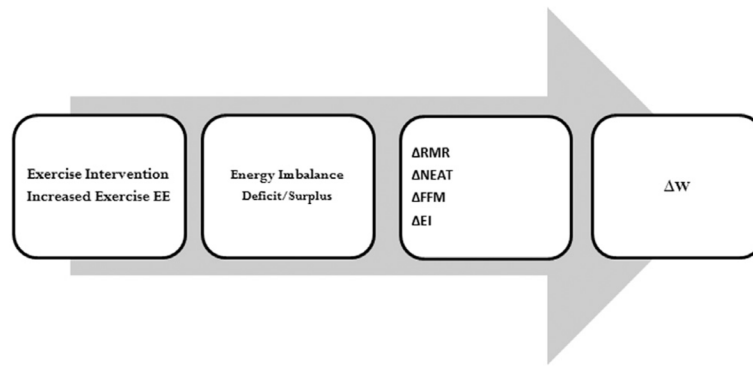 Exercise Intervention
Increased Exercise EE
Energy Imbalance
Deficit/Surplus
ΔRMR
ΔNEAT
ΔFFM
ΔEI
ΔW